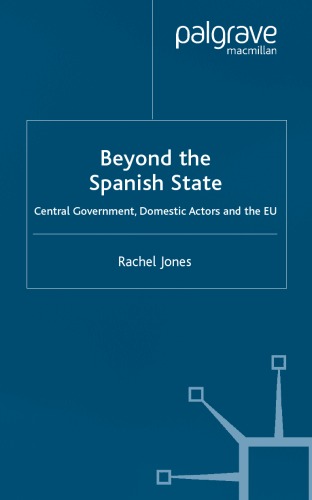 palgrave
macmillan
Beyond the
Spanish State
Central Government, Domestic Actors and the EU
Rachel Jones